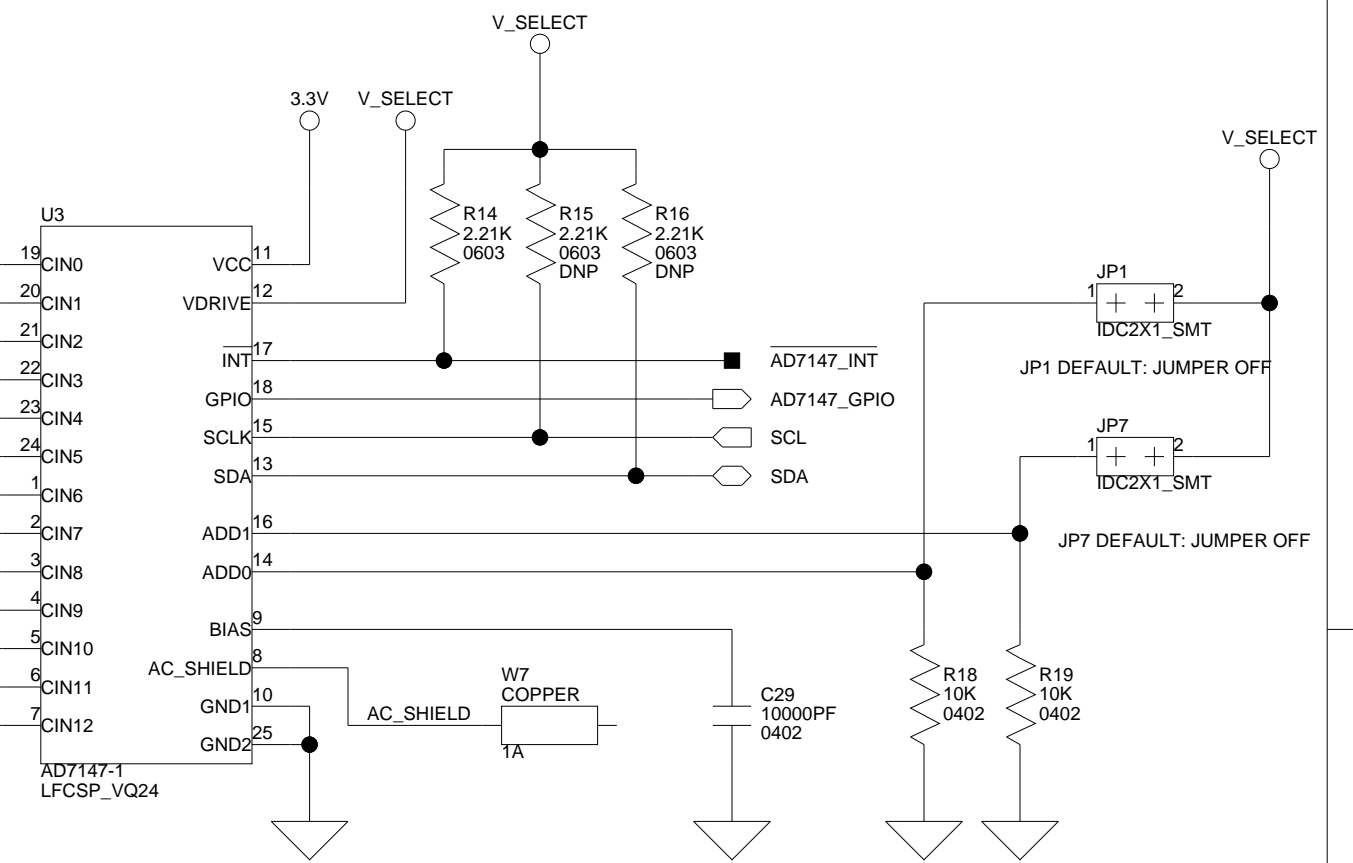 V_SELECT
3.3V
V_SELECT
V_SELECT
U3
R14
2.21K
0603
R15
2.21K
0603
DNP
R16
2.21K
0603
DNP
19
CIN0
20
CIN1
21
CIN2
22
CIN3
23
CIN4
24
CIN5
1
CIN6
2
CIN7
3
CIN8
4
CIN9
5
CIN10
6
CIN11
7
CIN12
VCC
11
VDRIVE
12
INT
17
GPIO
18
SCLK
15
SDA
13
ADD1
16
ADD0
14
BIAS
9
AC_SHIELD
8
GND1
10
GND2
25
AD7147-1
LFCSP_VQ24
AD7147_INT
AD7147_GPIO
SCL
SDA
JP1
1
2
IDC2X1_SMT
JP1 DEFAULT: JUMPER OFF
JP7
1
2
IDC2X1_SMT
JP7 DEFAULT: JUMPER OFF
AC_SHIELD
W7
COPPER
1A
C29
10000PF
0402
R18
10K
0402
R19
10K
0402